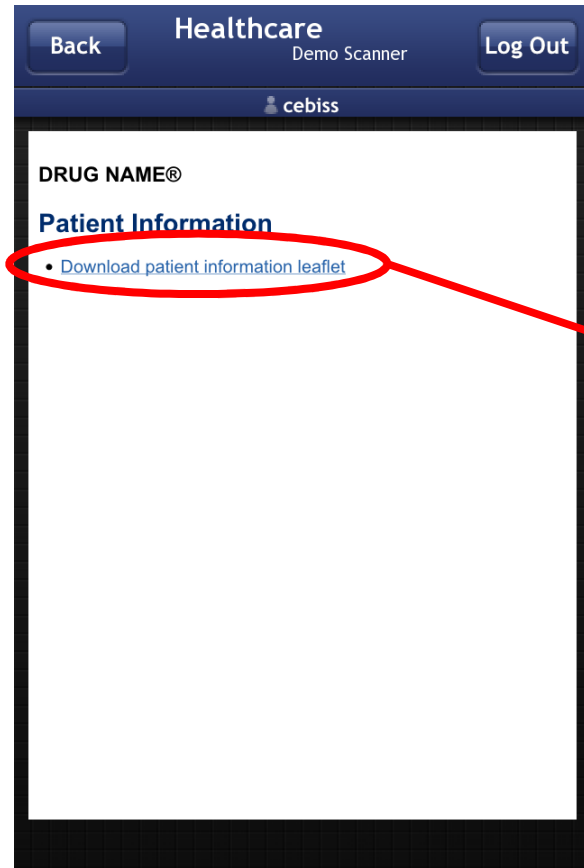 Back
Healthcare
Demo Scanner
Log Out
cebiss
DRUG NAME®
Patient Information
• Download patient information leaflet